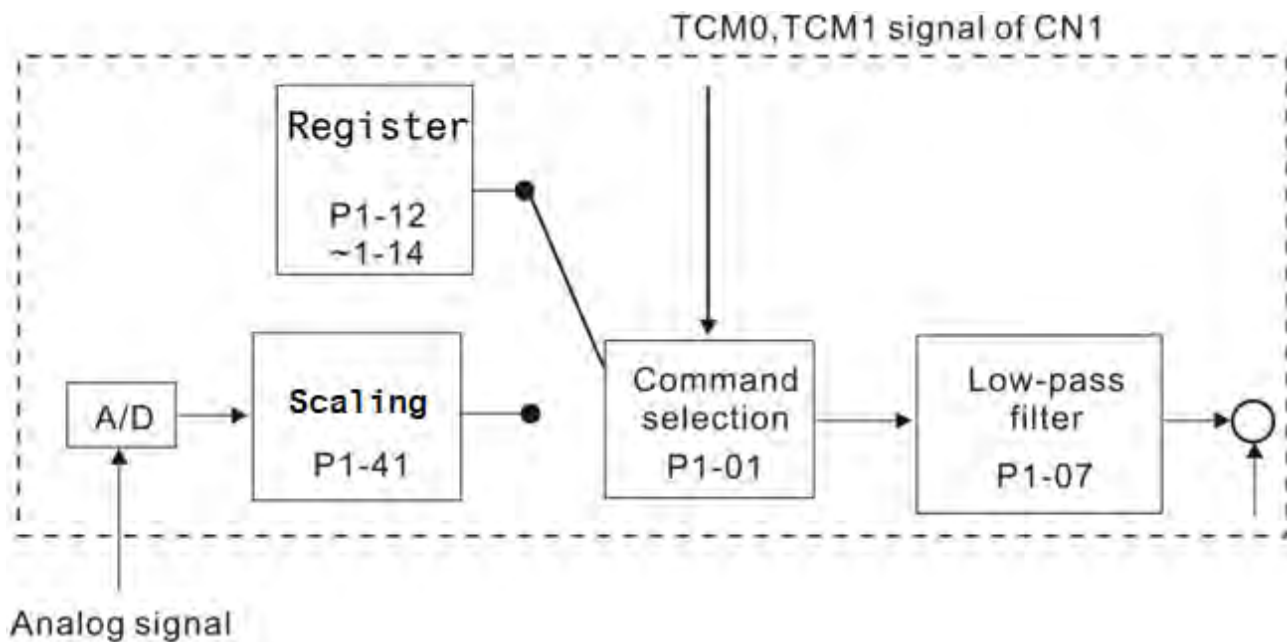 TCM0,TCM1 signal of CN1
Register
P1-12
~1-14
A/D
Scaling
P1-41
Command
selection
P1-01
Low-pass
filter
P1-07
Analog signal